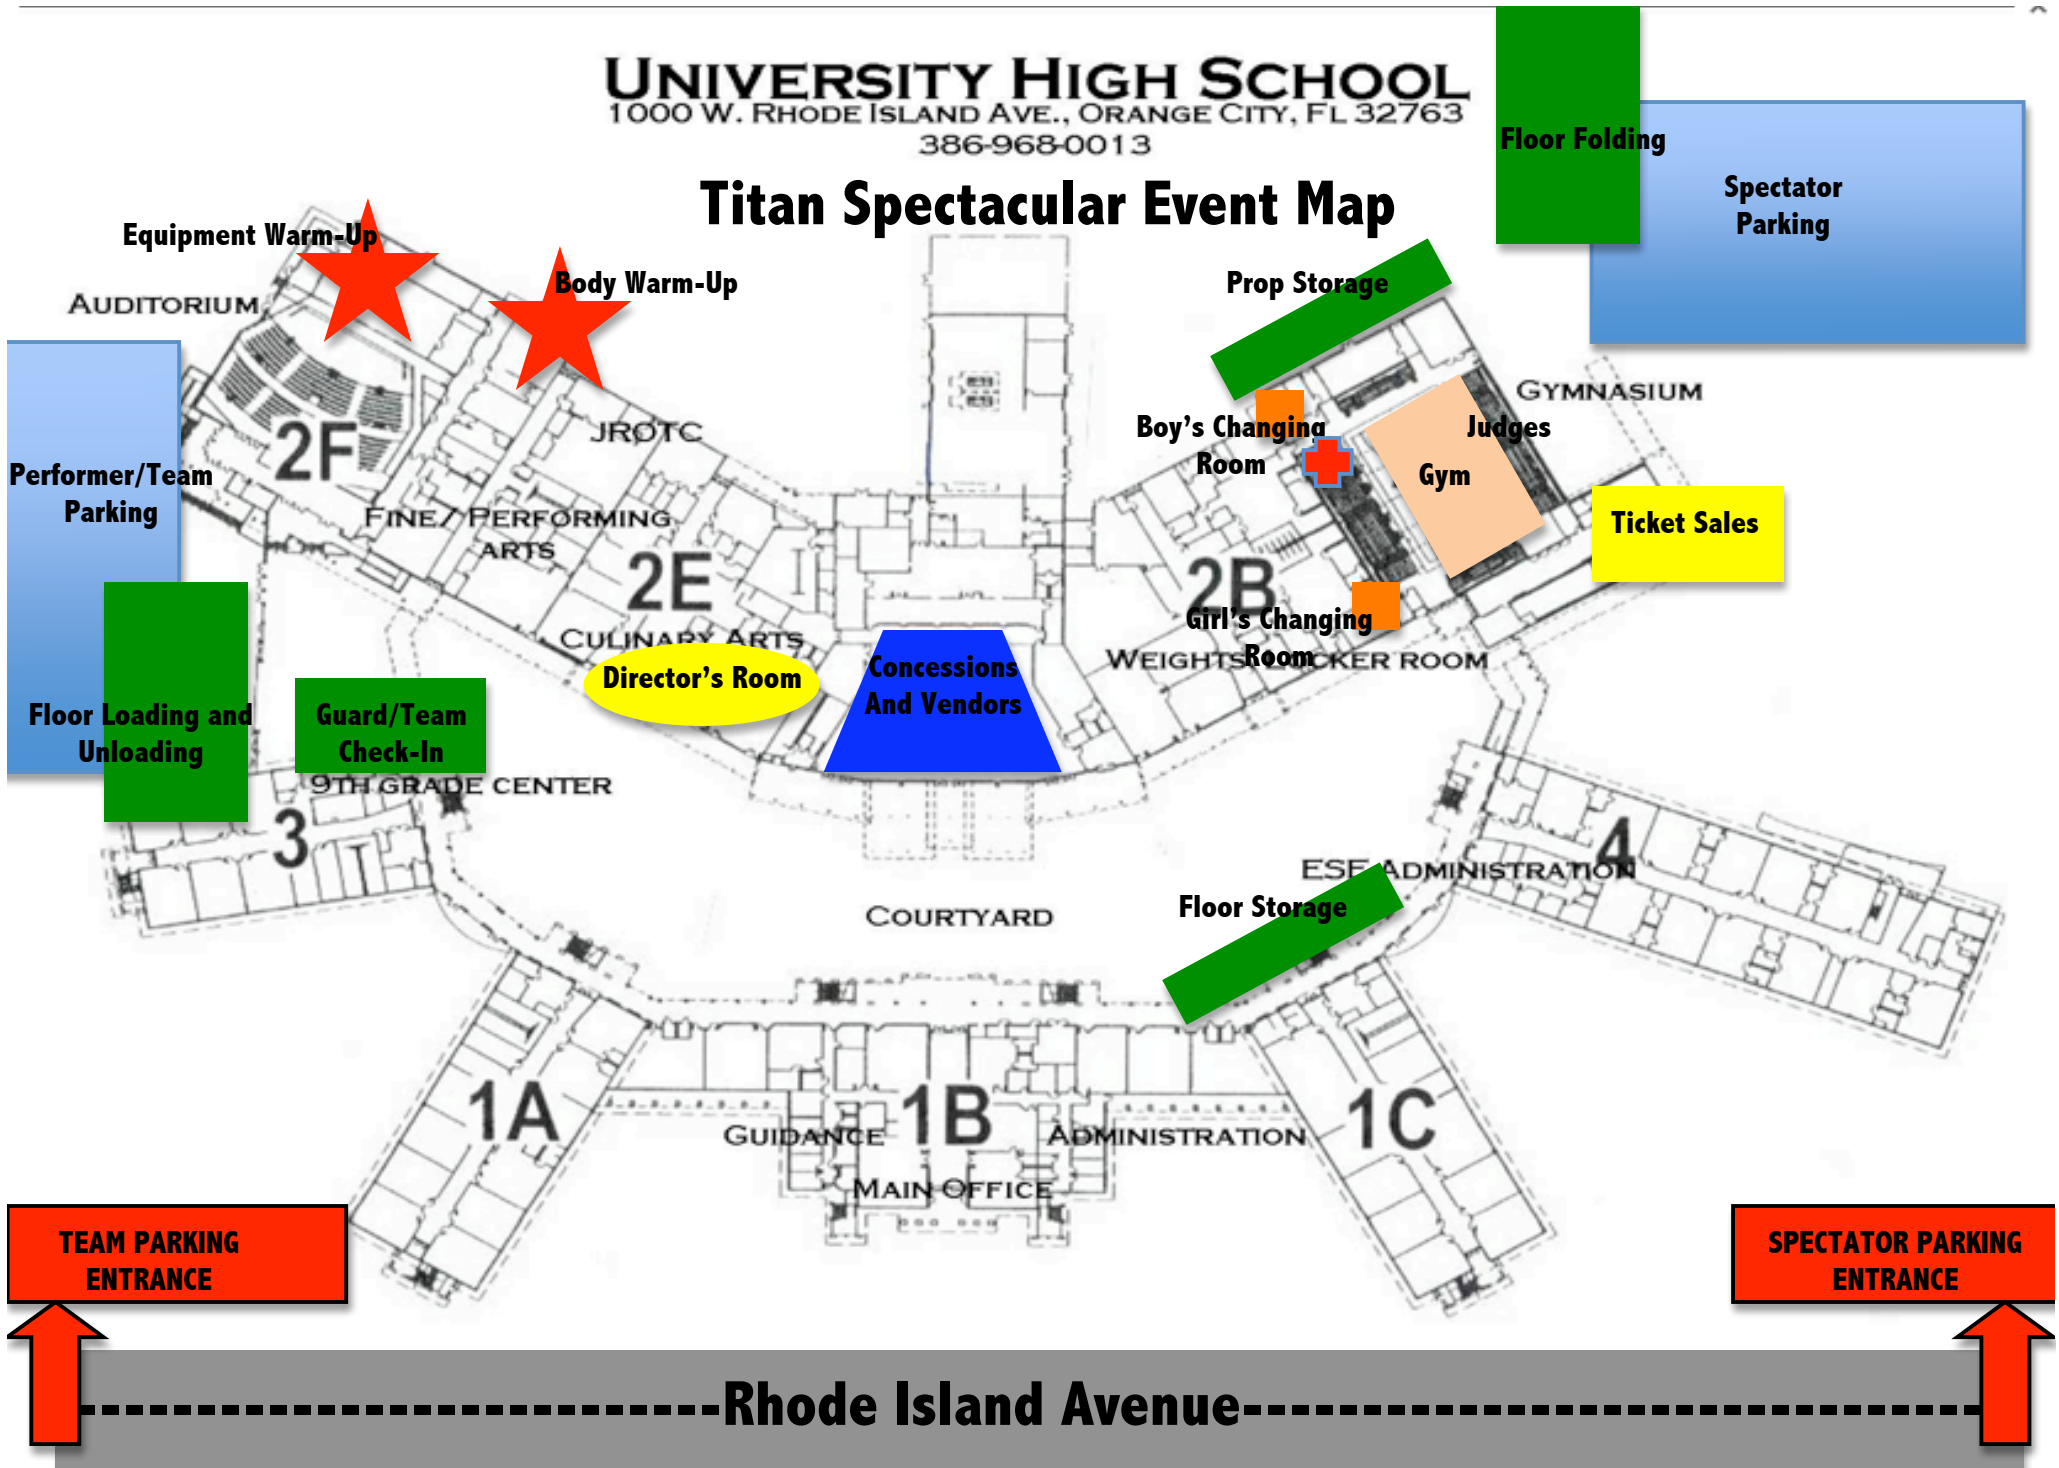 UNIVERSITY HIGH SCHOOL
1000 W. RHODE ISLAND AVE., ORANGE CITY, FL 32763
386-968-0013
Titan Spectacular Event Map
Floor Folding
Spectator
Parking
Equipment Warm-Up
Body Warm-Up
Prop Storage
AUDITORIUM
GYMNASIUM
JROTC
Boy's Changing
Room
Judges
Gym
2F
Performer/Team
Parking
Ticket Sales
FINE/ PERFORMING
ARTS
2E
2B
Girl's Changing
Room
CULINARY ARTS
WEIGHTS/LOCKER ROOM
Director's Room
Concessions
And Vendors
Floor Loading and
Unloading
Guard/Team
Check-In
9TH GRADE CENTER
3
4
ESE ADMINISTRATION
Floor Storage
COURTYARD
1A
1B
1C
GUIDANCE
ADMINISTRATION
MAIN OFFICE
TEAM PARKING
ENTRANCE
SPECTATOR PARKING
ENTRANCE
Rhode Island Avenue